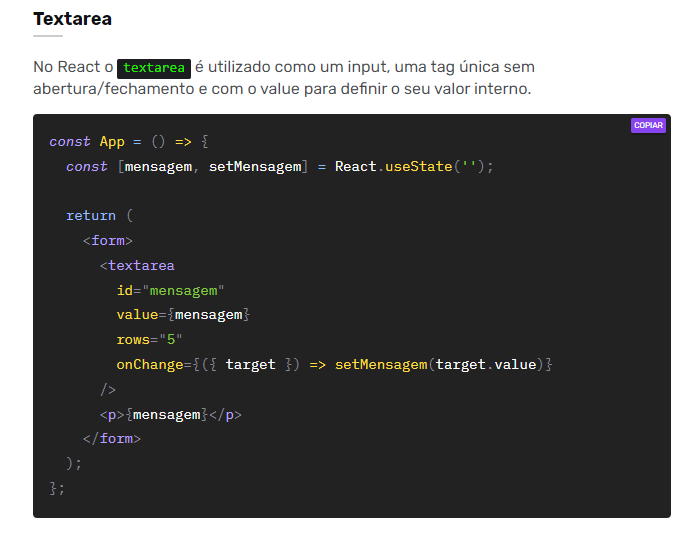 Textarea
No React o textarea é utilizado como um input, uma tag única sem
abertura/fechamento e com o value para definir o seu valor interno.
COPIAR
const App = () => {
  const [mensagem, setMensagem] = React.useState('');

  return (
    <form>
      <textarea
        id="mensagem"
        value={mensagem}
        rows="5"
        onChange={({ target }) => setMensagem(target.value)}
      />
      <p>{mensagem}</p>
    </form>
  );
};